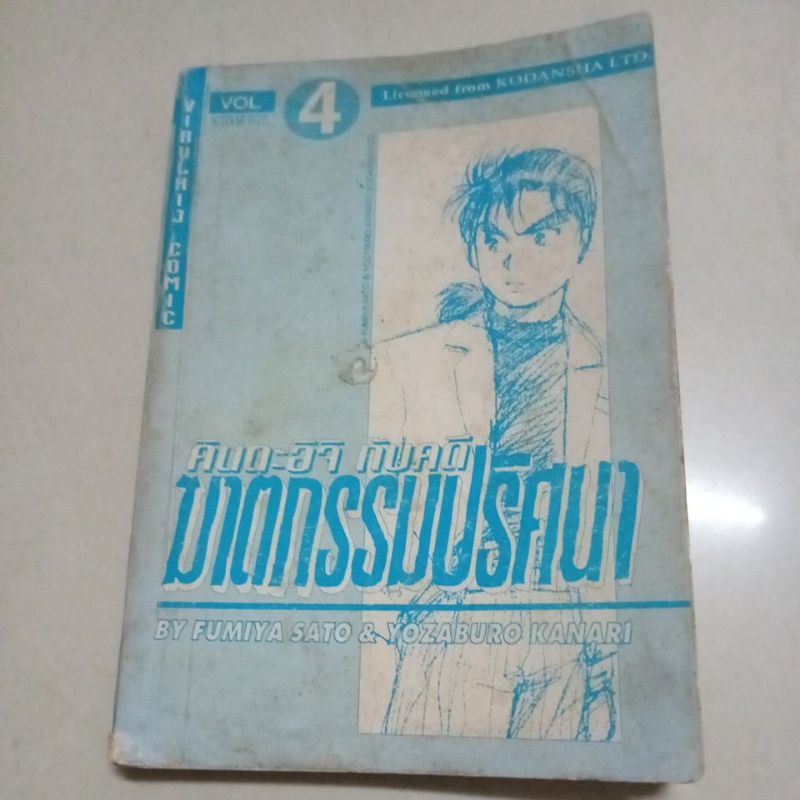 VIBULKIJ COMIC
VOL.
4
Licensed from KODANSHA LTD.
คินดะอิจิ กับคดี
ฆาตกรรมปริศนา
BY FUMIYA SATO & YOZABURO KANARI